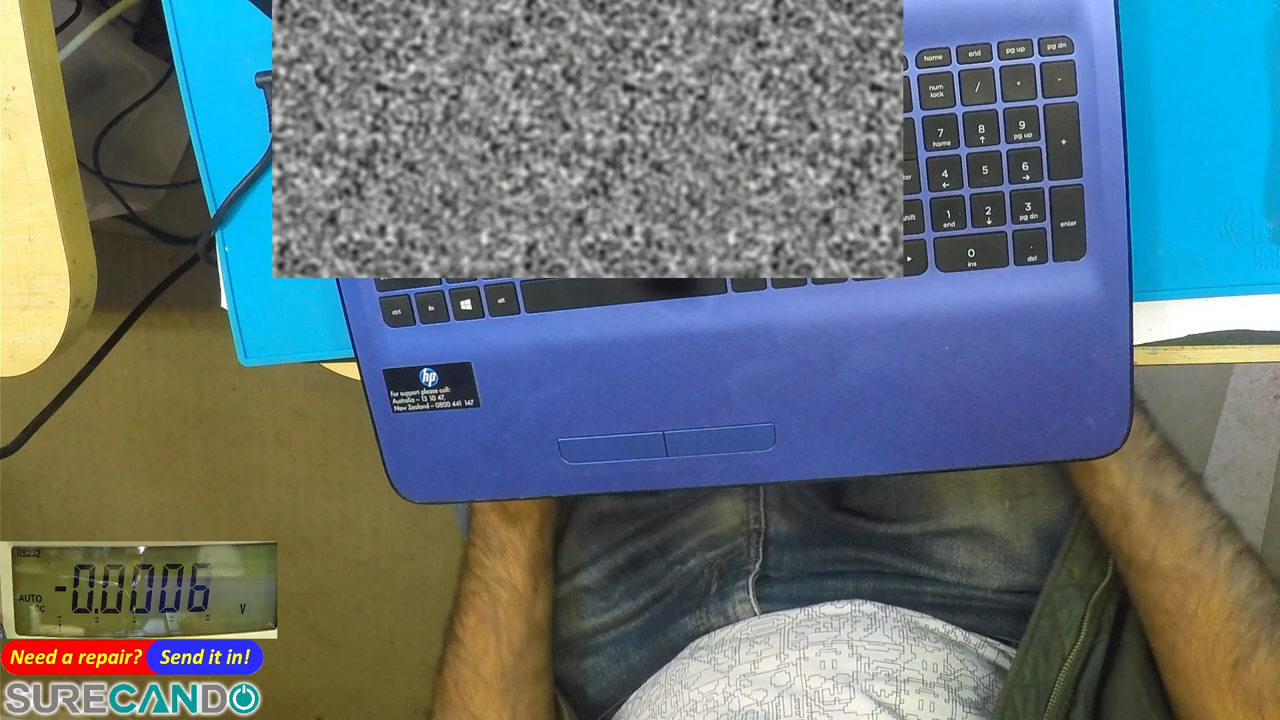 home end pg up pg dn
num lock / * -
7 home 8 ↑ 9 pg up +
4 ← 5 6 →
1 end 2 ↓ 3 pg dn enter
0 ins . del
ctrl fn alt
hp
For support please call:
Australia - 13 10 47,
New Zealand - 0800 441 147
RS232
AUTO DC -0.0006 V
Need a repair? Send it in!
SURECANDO